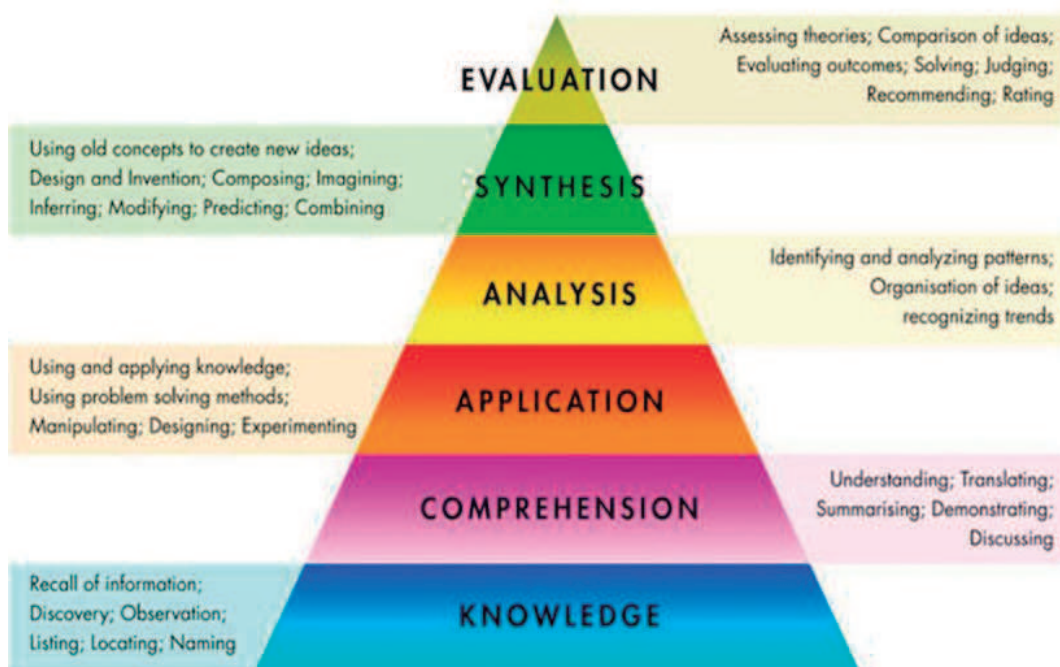 EVALUATION
Assessing theories; Comparison of ideas;
Evaluating outcomes; Solving; Judging;
Recommending; Rating
Using old concepts to create new ideas;
Design and Invention; Composing; Imagining;
Inferring; Modifying; Predicting; Combining
SYNTHESIS
ANALYSIS
Identifying and analyzing patterns;
Organisation of ideas;
recognizing trends
Using and applying knowledge;
Using problem solving methods;
Manipulating; Designing; Experimenting
APPLICATION
COMPREHENSION
Understanding; Translating;
Summarising; Demonstrating;
Discussing
Recall of information;
Discovery; Observation;
Listing; Locating; Naming
KNOWLEDGE